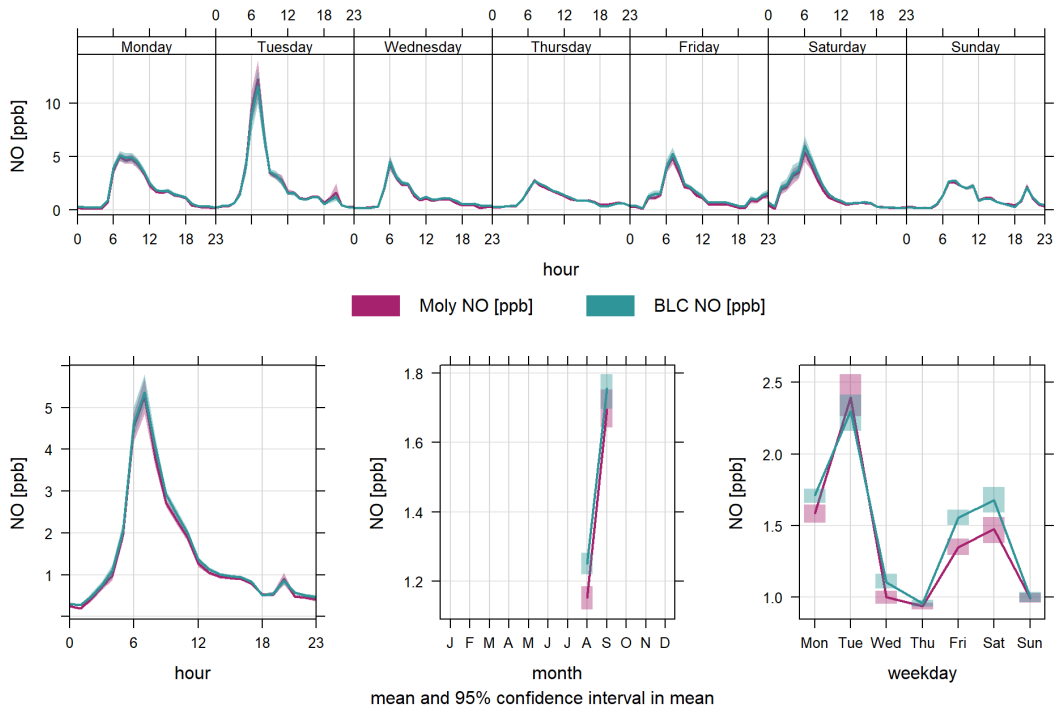 0 6 12 18 23 0 6 12 18 23 0 6 12 18 23
Monday Tuesday Wednesday Thursday Friday Saturday Sunday
NO [ppb]
10
5
0
0 6 12 18 23 0 6 12 18 23 0 6 12 18 23 0 6 12 18 23
hour
Moly NO [ppb] BLC NO [ppb]
NO [ppb]
5
4
3
2
1
0 6 12 18 23
hour
NO [ppb]
1.8
1.6
1.4
1.2
J F M A M J J A S O N D
month
NO [ppb]
2.5
2.0
1.5
1.0
Mon Tue Wed Thu Fri Sat Sun
weekday
mean and 95% confidence interval in mean